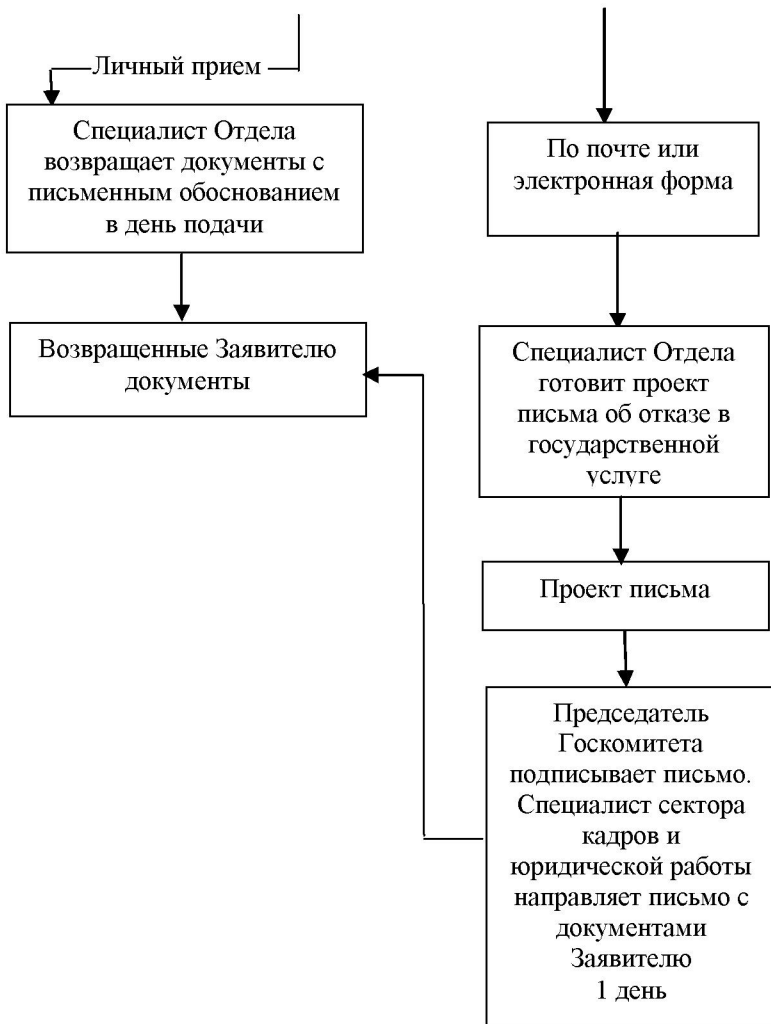 Личный прием
Специалист Отдела
возвращает документы с
письменным обоснованием
в день подачи
Возвращенные Заявителю
документы
По почте или
электронная форма
Специалист Отдела
готовит проект
письма об отказе в
государственной
услуге
Проект письма
Председатель
Госкомитета
подписывает письмо.
Специалист сектора
кадров и
юридической работы
направляет письмо с
документами
Заявителю
1 день